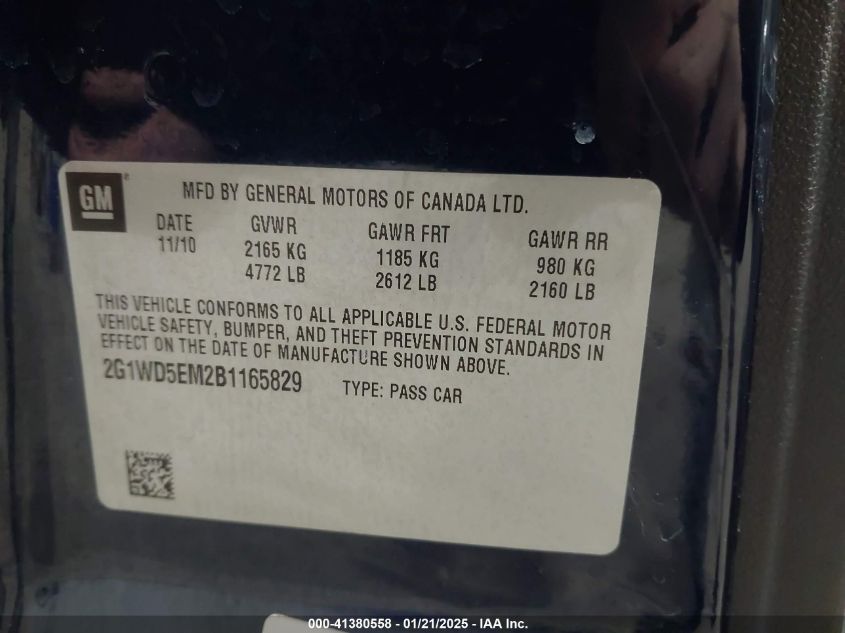 GM
MFD BY GENERAL MOTORS OF CANADA LTD.
DATE GVWR GAWR FRT GAWR RR
11/10 2165 KG 1185 KG 980 KG
4772 LB 2612 LB 2160 LB
THIS VEHICLE CONFORMS TO ALL APPLICABLE U.S. FEDERAL MOTOR
VEHICLE SAFETY, BUMPER, AND THEFT PREVENTION STANDARDS IN
EFFECT ON THE DATE OF MANUFACTURE SHOWN ABOVE.
2G1WD5EM2B1165829 TYPE: PASS CAR
000-41380558 - 01/21/2025 - IAA Inc.